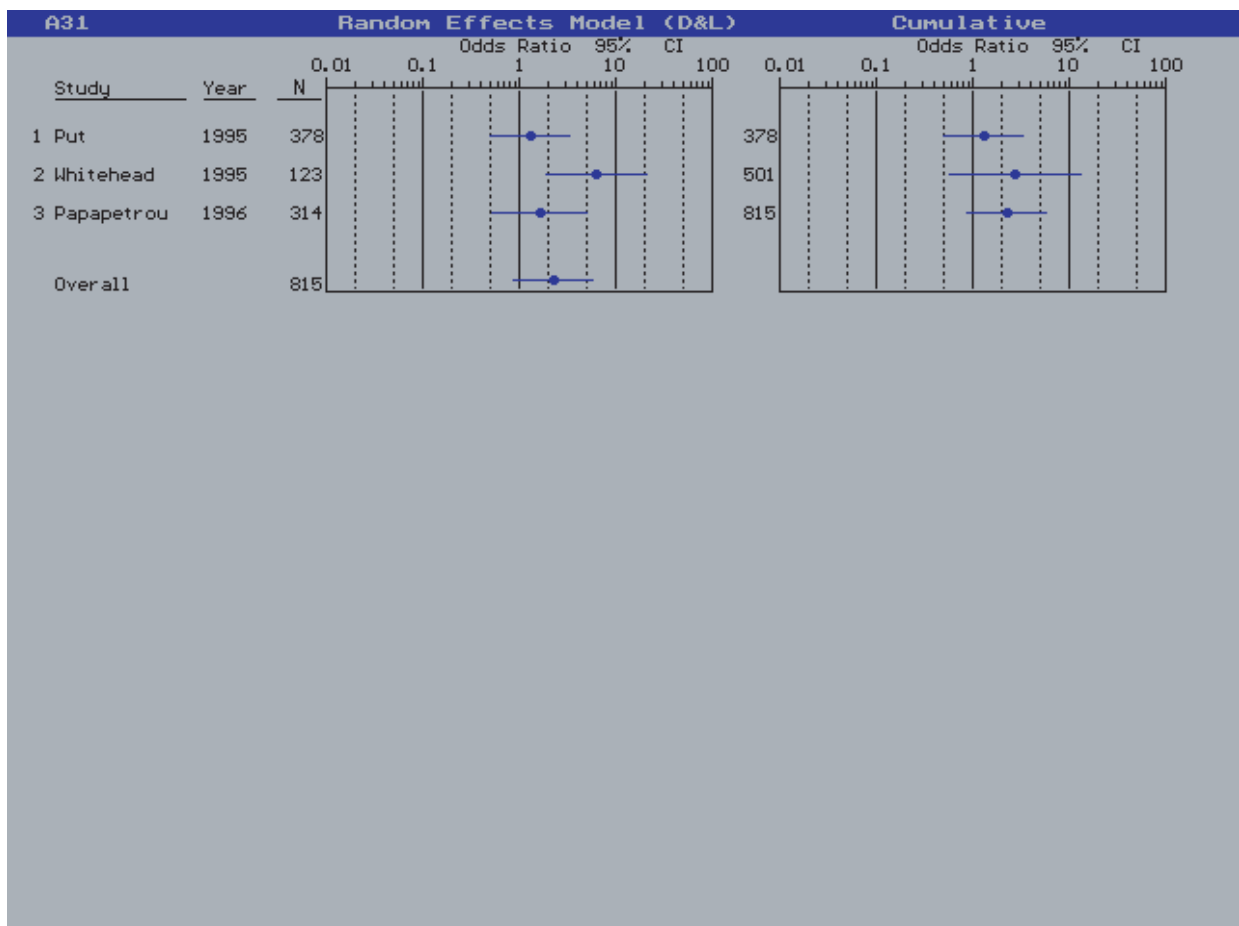 A31 Random Effects Model (D&L) Cumulative
Odds Ratio 95% CI Odds Ratio 95% CI
0.01 0.1 1 10 100 0.01 0.1 1 10 100
Study Year N
1 Put 1995 378 378
2 Whitehead 1995 123 501
3 Papapetrou 1996 314 815
Overall 815